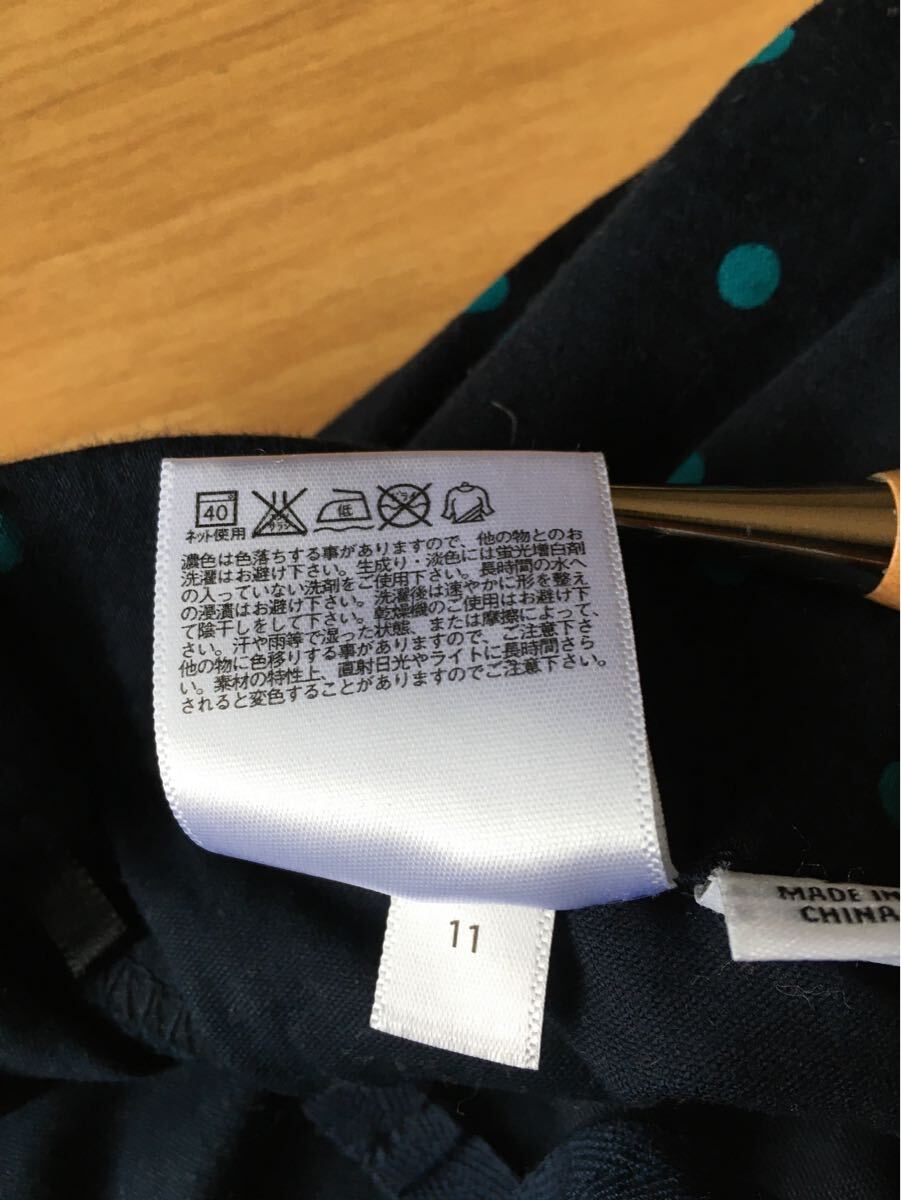 40
エンソ
サラシ
低
ドライ
ネット使用
濃色は色落ちする事がありますので、他の物とのお
洗濯はお避け下さい。生成り・淡色には蛍光増白剤
の入っていない洗剤をご使用下さい。長時間の水へ
の浸漬はお避け下さい。洗濯後は速やかに形を整え
て陰干しをして下さい。乾燥機のご使用はお避け下
さい。汗や雨等で湿った状態、または摩擦によって、
他の物に色移りする事がありますので、ご注意下さ
い。素材の特性上、直射日光やライトに長時間さら
されると変色することがありますのでご注意下さい。
11
MADE IN
CHINA